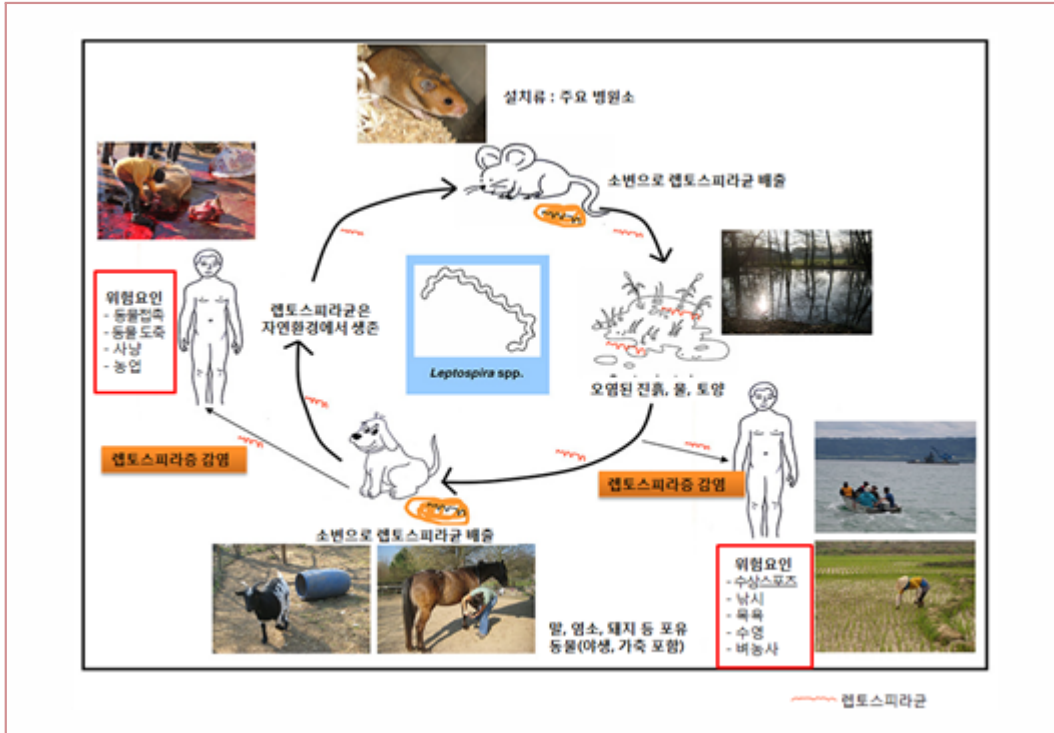 설치류 : 주요 병원소
소변으로 렙토스피라균 배출
위험요인
- 동물접촉
- 동물 도축
- 사냥
- 농업
렙토스피라균은
자연환경에서 생존
Leptospira spp.
오염된 진흙, 물, 토양
렙토스피라증 감염
렙토스피라증 감염
소변으로 렙토스피라균 배출
위험요인
- 수상스포츠
- 낚시
- 목욕
- 수영
- 벼농사
말, 염소, 돼지 등 포유
동물(야생, 가축 포함)
렙토스피라균